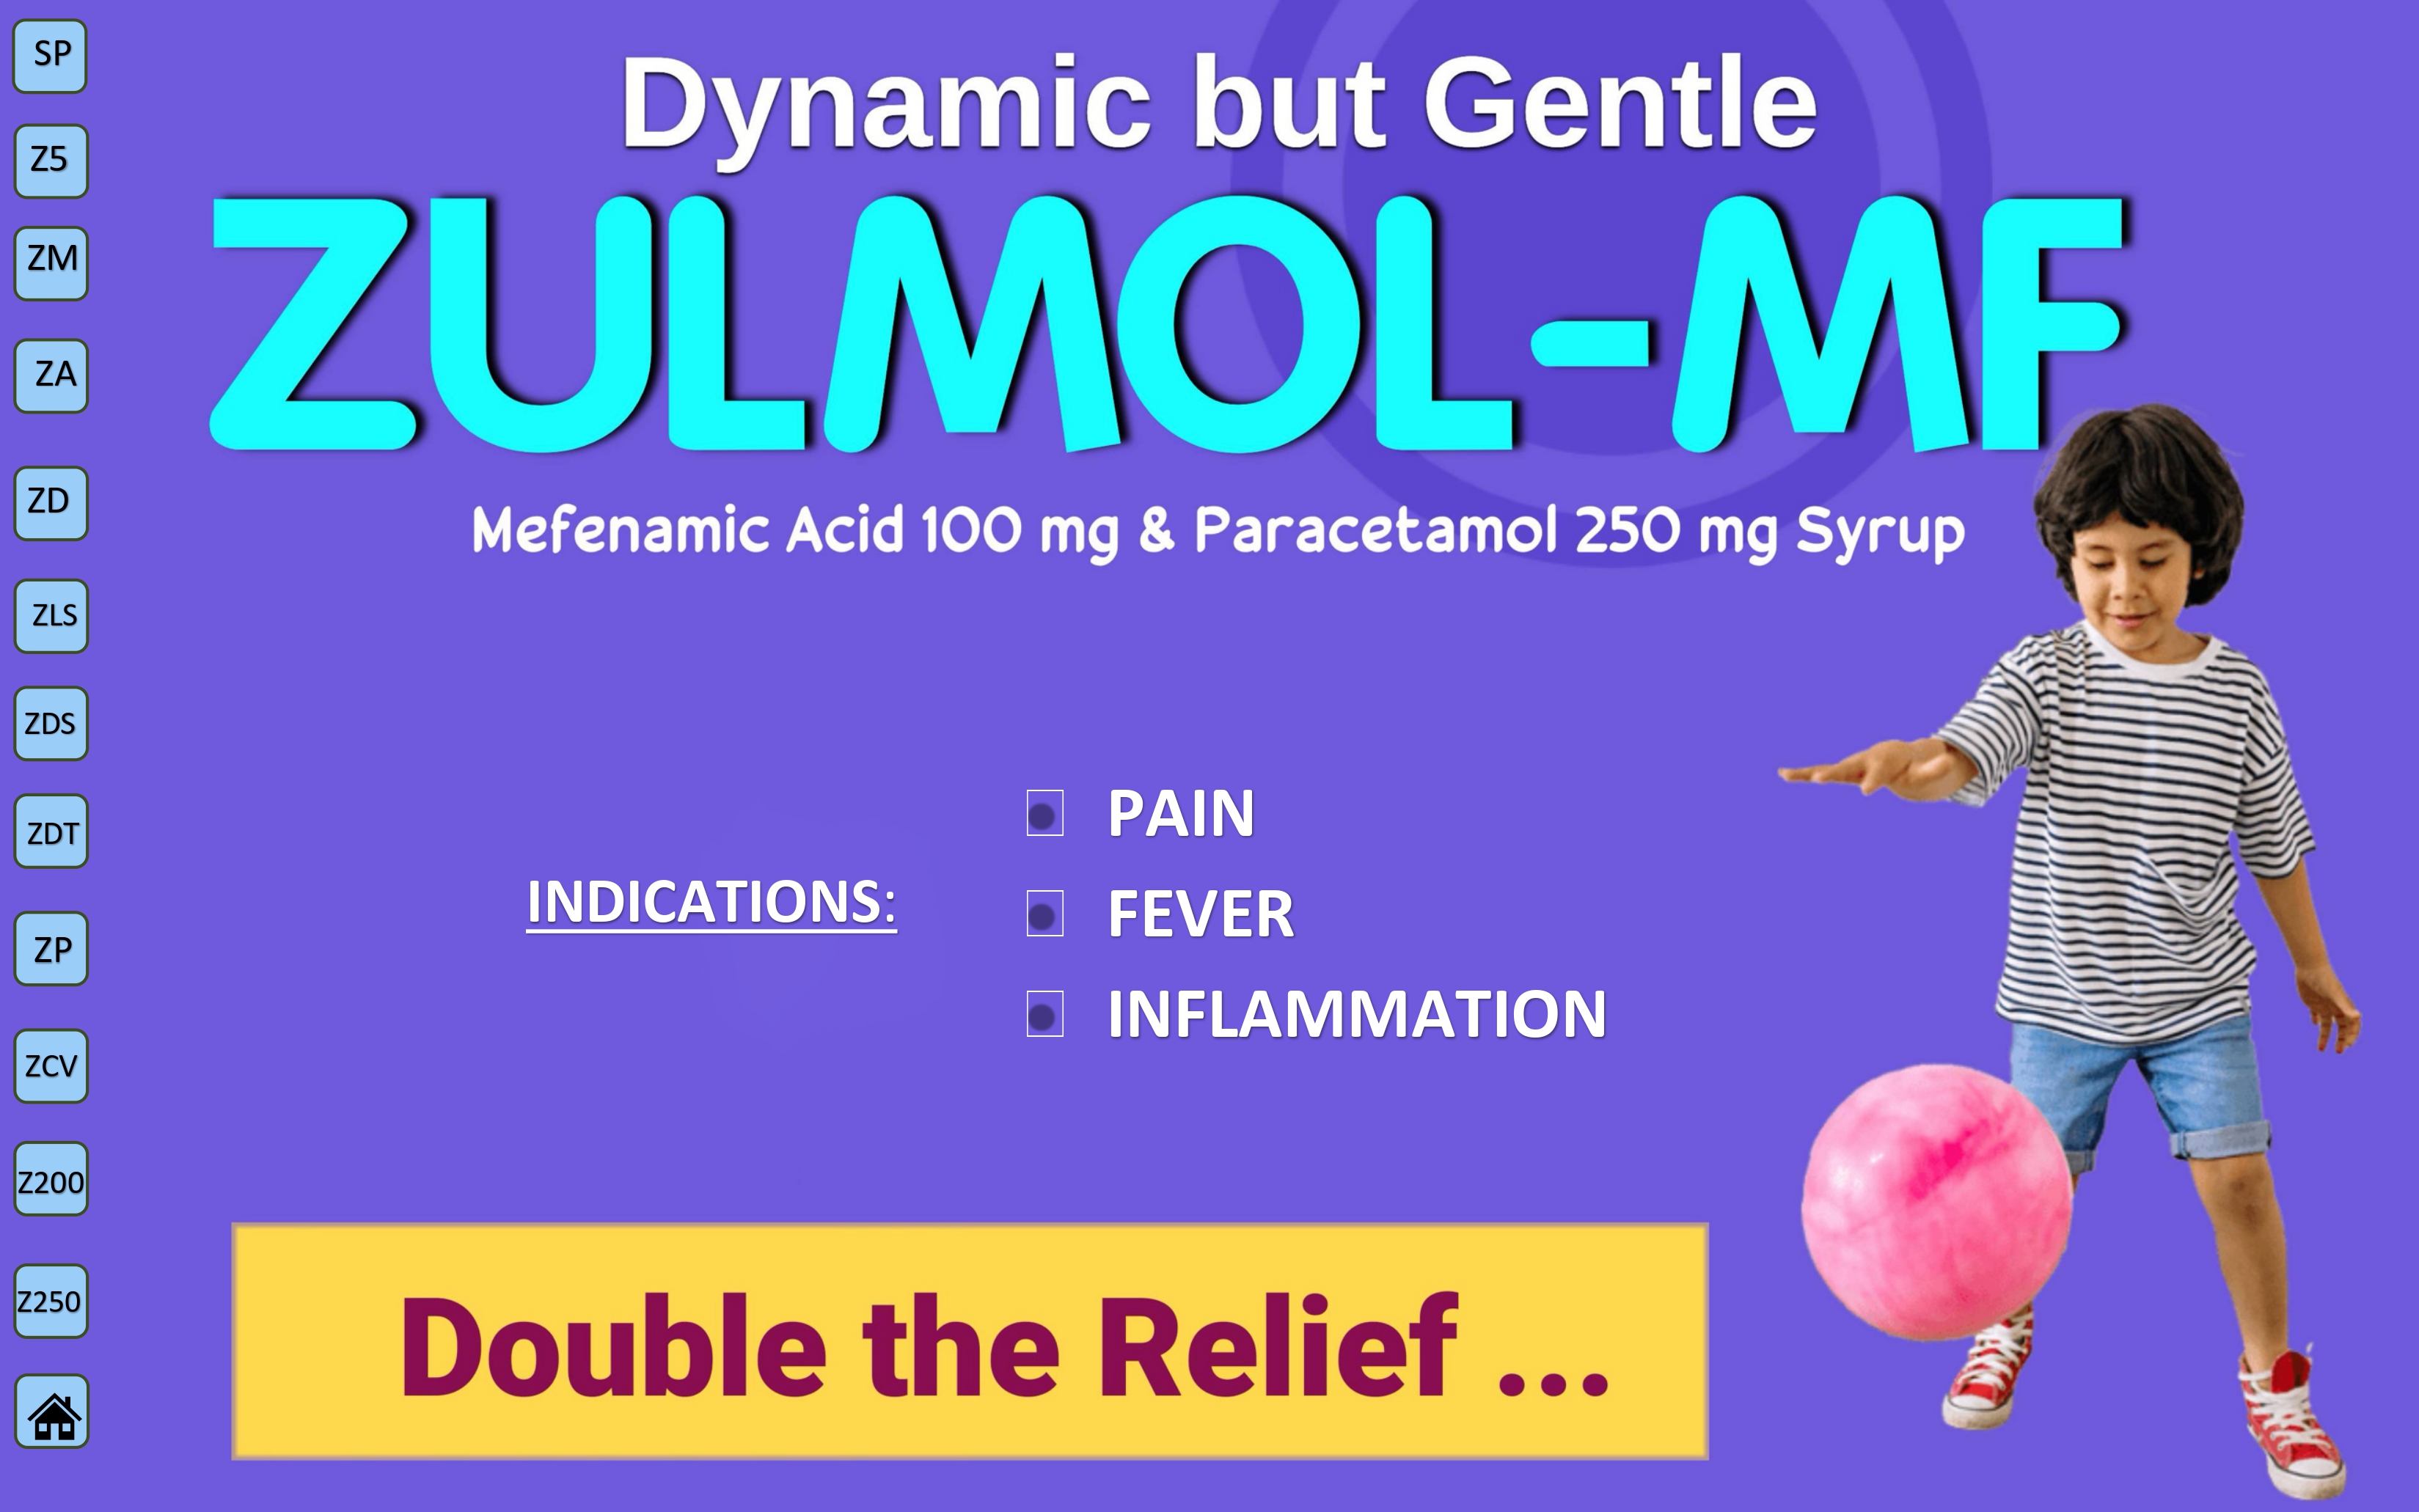 SP
Z5
ZM
ZA
ZD
ZLS
ZDS
ZDT
ZP
ZCV
Z200
Z250
Dynamic but Gentle
ZULMOL-MF
Mefenamic Acid 100 mg & Paracetamol 250 mg Syrup
INDICATIONS:
PAIN
FEVER
INFLAMMATION
Double the Relief ...